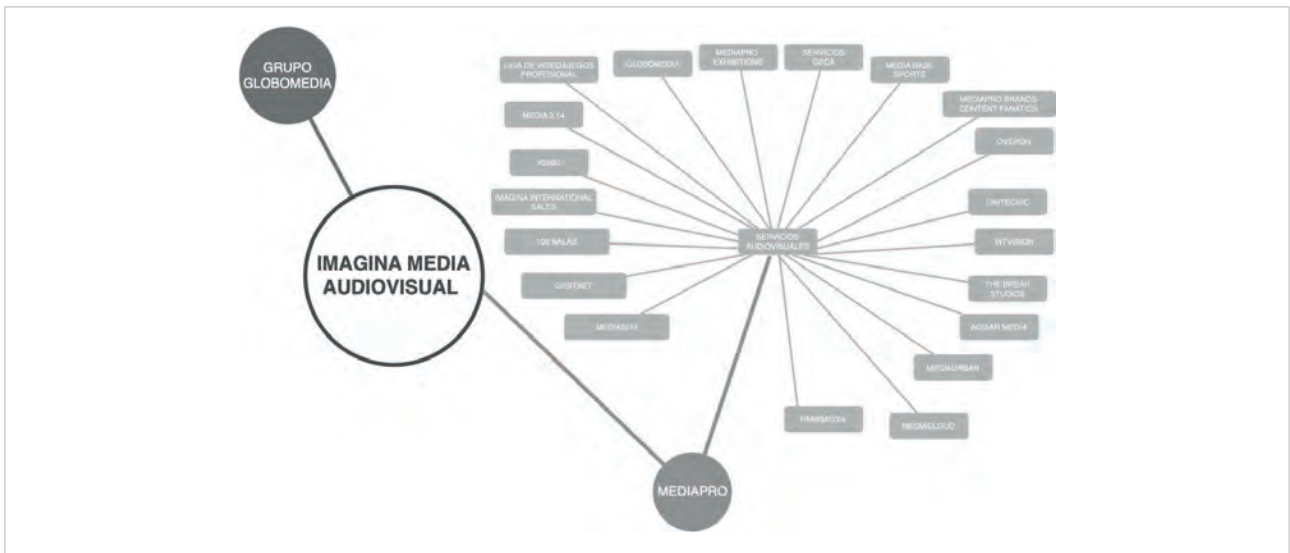 GRUPO
GLOBOMEDIA
IMAGINA MEDIA
AUDIOVISUAL
MEDIAPRO
SERVICIOS
AUDIOVISUALES
LIGA DE VIDEOJUEGOS
PROFESIONAL
GLOBOMEDIA
MEDIAPRO
EXHIBITIONS
SERVICIOS
GECA
MEDIA BASE
SPORTS
MEDIAPRO BRANDS
CONTENT FANATICS
OVERON
UNITECNIC
WTVISION
THE BREAK
STUDIOS
MEDIAURBAN
MEDIACLOUD
MEDIASUR
100 BALAS
IMAGINA INTERNATIONAL
SALES
MEDIA 3.14